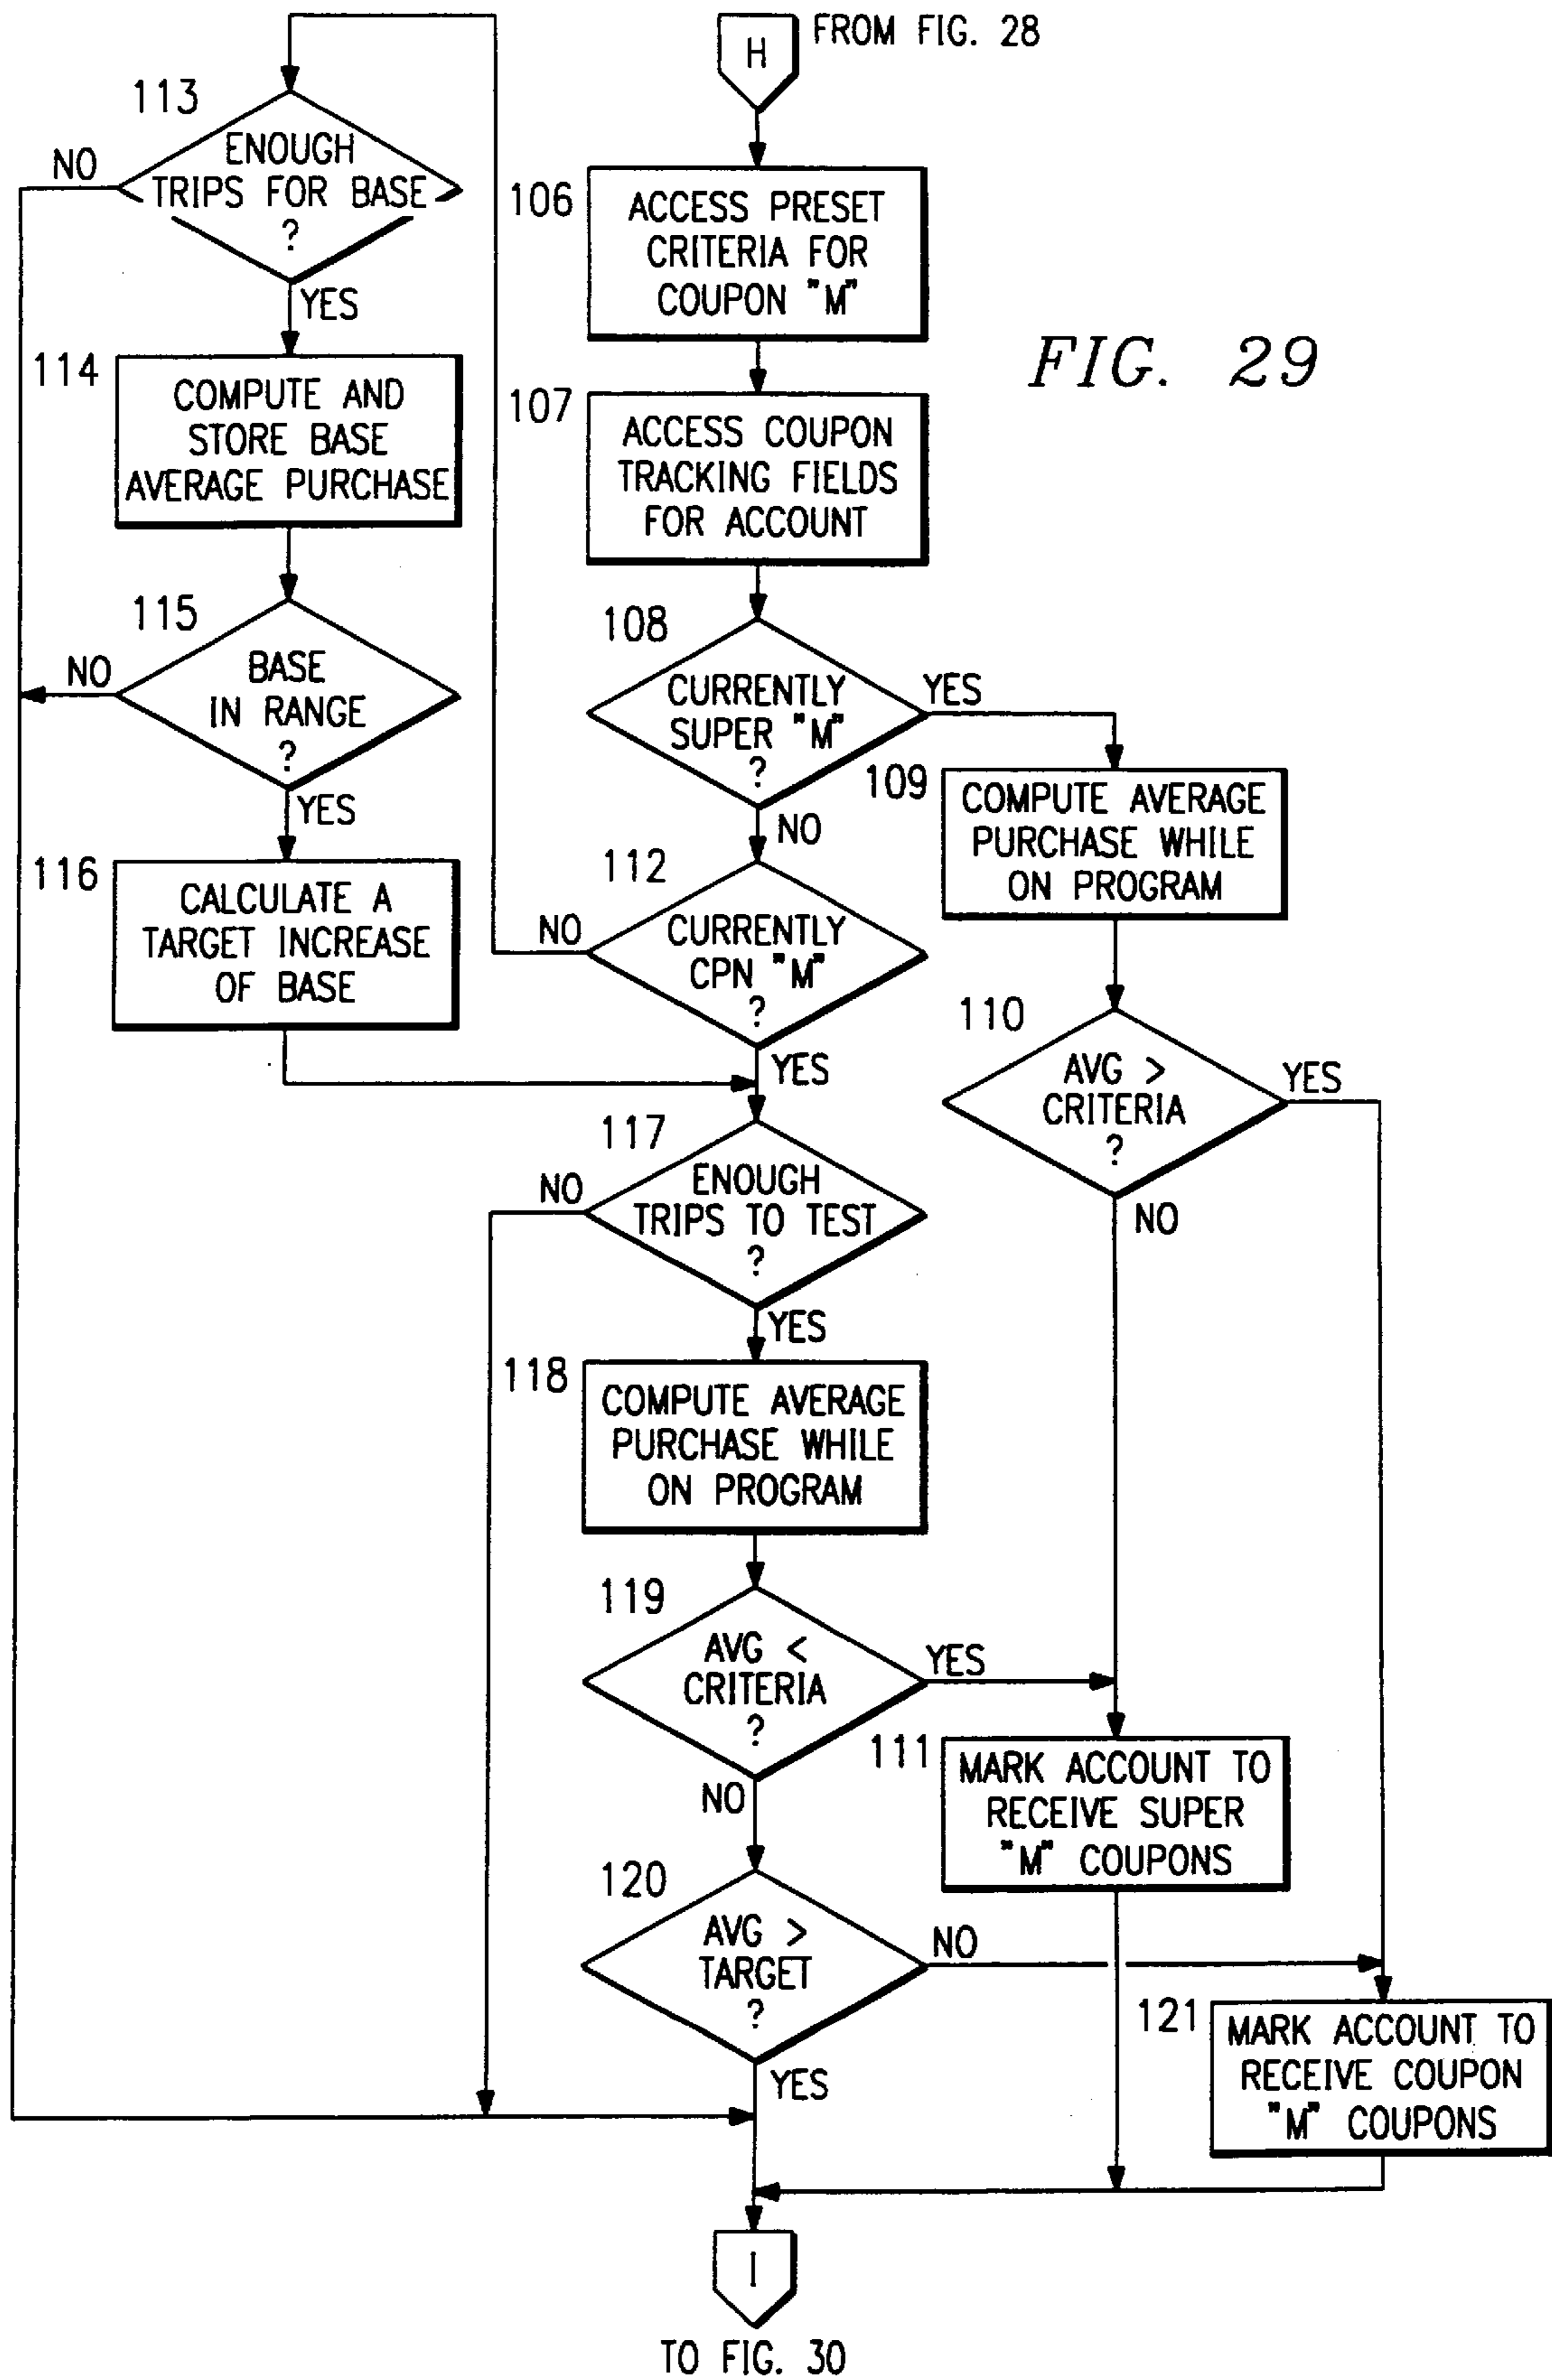 H
FROM FIG. 28
113
ENOUGH
TRIPS FOR BASE
?
NO
YES
106
ACCESS PRESET
CRITERIA FOR
COUPON "M"
FIG. 29
114
COMPUTE AND
STORE BASE
AVERAGE PURCHASE
107
ACCESS COUPON
TRACKING FIELDS
FOR ACCOUNT
115
BASE
IN RANGE
?
NO
YES
108
CURRENTLY
SUPER "M"
?
YES
NO
109
COMPUTE AVERAGE
PURCHASE WHILE
ON PROGRAM
116
CALCULATE A
TARGET INCREASE
OF BASE
112
CURRENTLY
CPN "M"
?
NO
YES
110
AVG >
CRITERIA
?
YES
NO
117
ENOUGH
TRIPS TO TEST
?
NO
YES
118
COMPUTE AVERAGE
PURCHASE WHILE
ON PROGRAM
119
AVG <
CRITERIA
?
YES
NO
111
MARK ACCOUNT TO
RECEIVE SUPER
"M" COUPONS
120
AVG >
TARGET
?
NO
YES
121
MARK ACCOUNT TO
RECEIVE COUPON
"M" COUPONS
I
TO FIG. 30